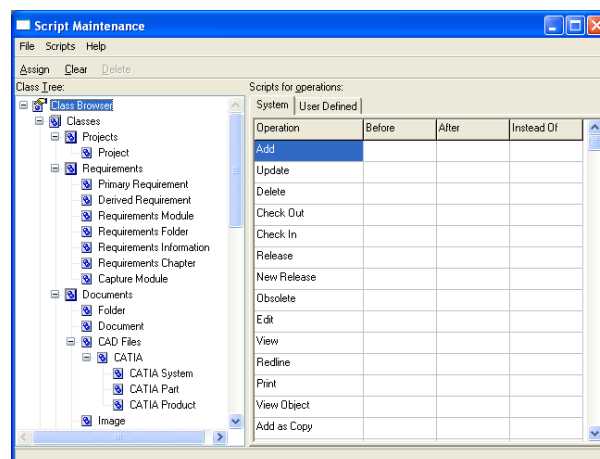 Script Maintenance
File Scripts Help
Assign Clear Delete
Class Tree:
Class Browser
Classes
Projects
Project
Requirements
Primary Requirement
Derived Requirement
Requirements Module
Requirements Folder
Requirements Information
Requirements Chapter
Capture Module
Documents
Folder
Document
CAD Files
CATIA
CATIA System
CATIA Part
CATIA Product
Image
Scripts for operations:
System User Defined
Operation Before After Instead Of
Add
Update
Delete
Check Out
Check In
Release
New Release
Obsolete
Edit
View
Redline
Print
View Object
Add as Copy